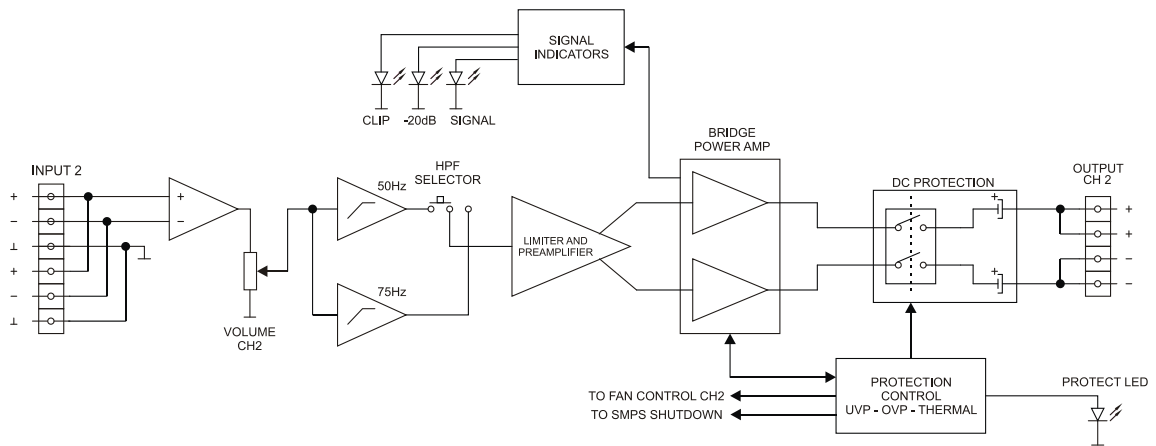 SIGNAL
INDICATORS
CLIP
-20dB
SIGNAL
BRIDGE
POWER AMP
INPUT 2
HPF
SELECTOR
50Hz
DC PROTECTION
OUTPUT
CH 2
+
−
⊥
+
−
⊥
+
−
+
+
+
+
−
−
LIMITER AND
PREAMPLIFIER
75Hz
VOLUME
CH2
TO FAN CONTROL CH2
TO SMPS SHUTDOWN
PROTECTION
CONTROL
UVP - OVP - THERMAL
PROTECT LED